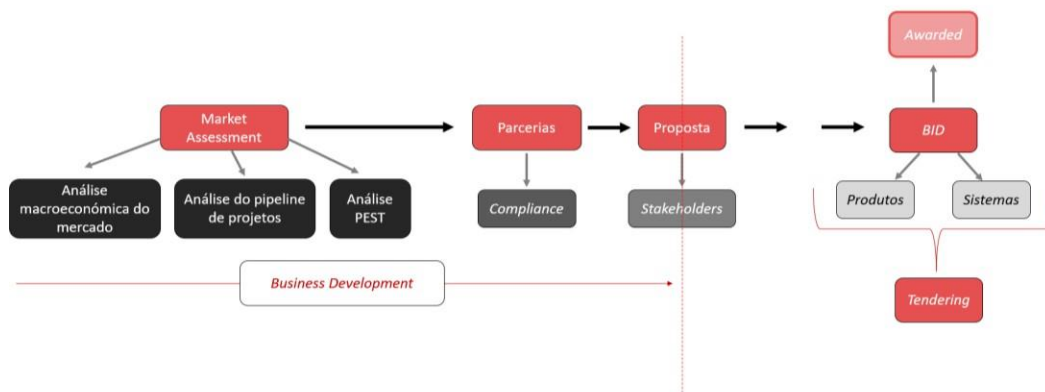 Awarded
Market
Assessment
Parcerias
Proposta
BID
Análise
macroeconómica do
mercado
Análise do pipeline
de projetos
Análise
PEST
Compliance
Stakeholders
Produtos
Sistemas
Business Development
Tendering